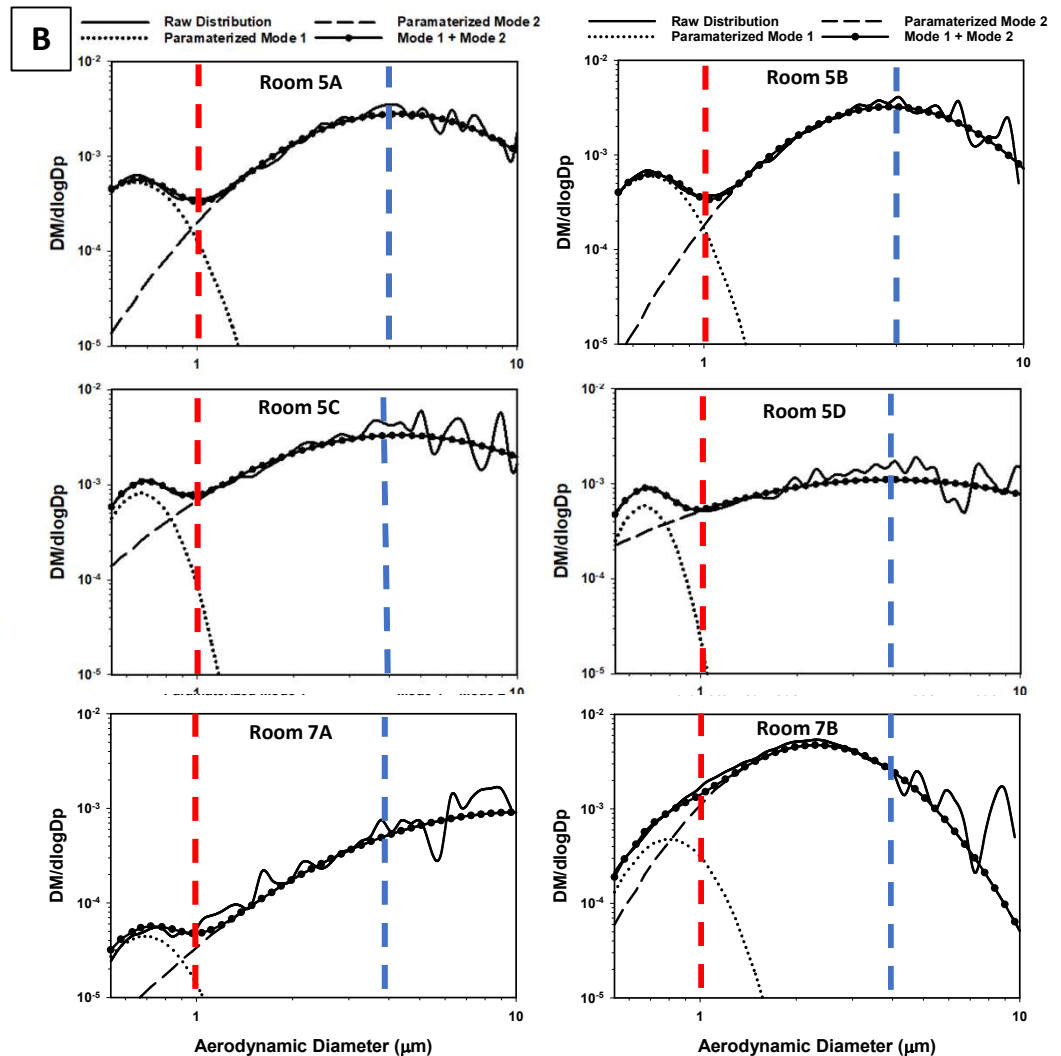 B
Raw Distribution Paramaterized Mode 2
Paramaterized Mode 1 Mode 1 + Mode 2
Raw Distribution Paramaterized Mode 2
Paramaterized Mode 1 Mode 1 + Mode 2
Room 5A
DM/dlogDp
10-2
10-3
10-4
10-5
1 10
Room 5B
DM/dlogDp
10-2
10-3
10-4
10-5
1 10
Room 5C
DM/dlogDp
10-2
10-3
10-4
10-5
1 10
Room 5D
DM/dlogDp
10-2
10-3
10-4
10-5
1 10
Room 7A
DM/dlogDp
10-2
10-3
10-4
10-5
1 10
Aerodynamic Diameter (μm)
Room 7B
DM/dlogDp
10-2
10-3
10-4
10-5
1 10
Aerodynamic Diameter (μm)